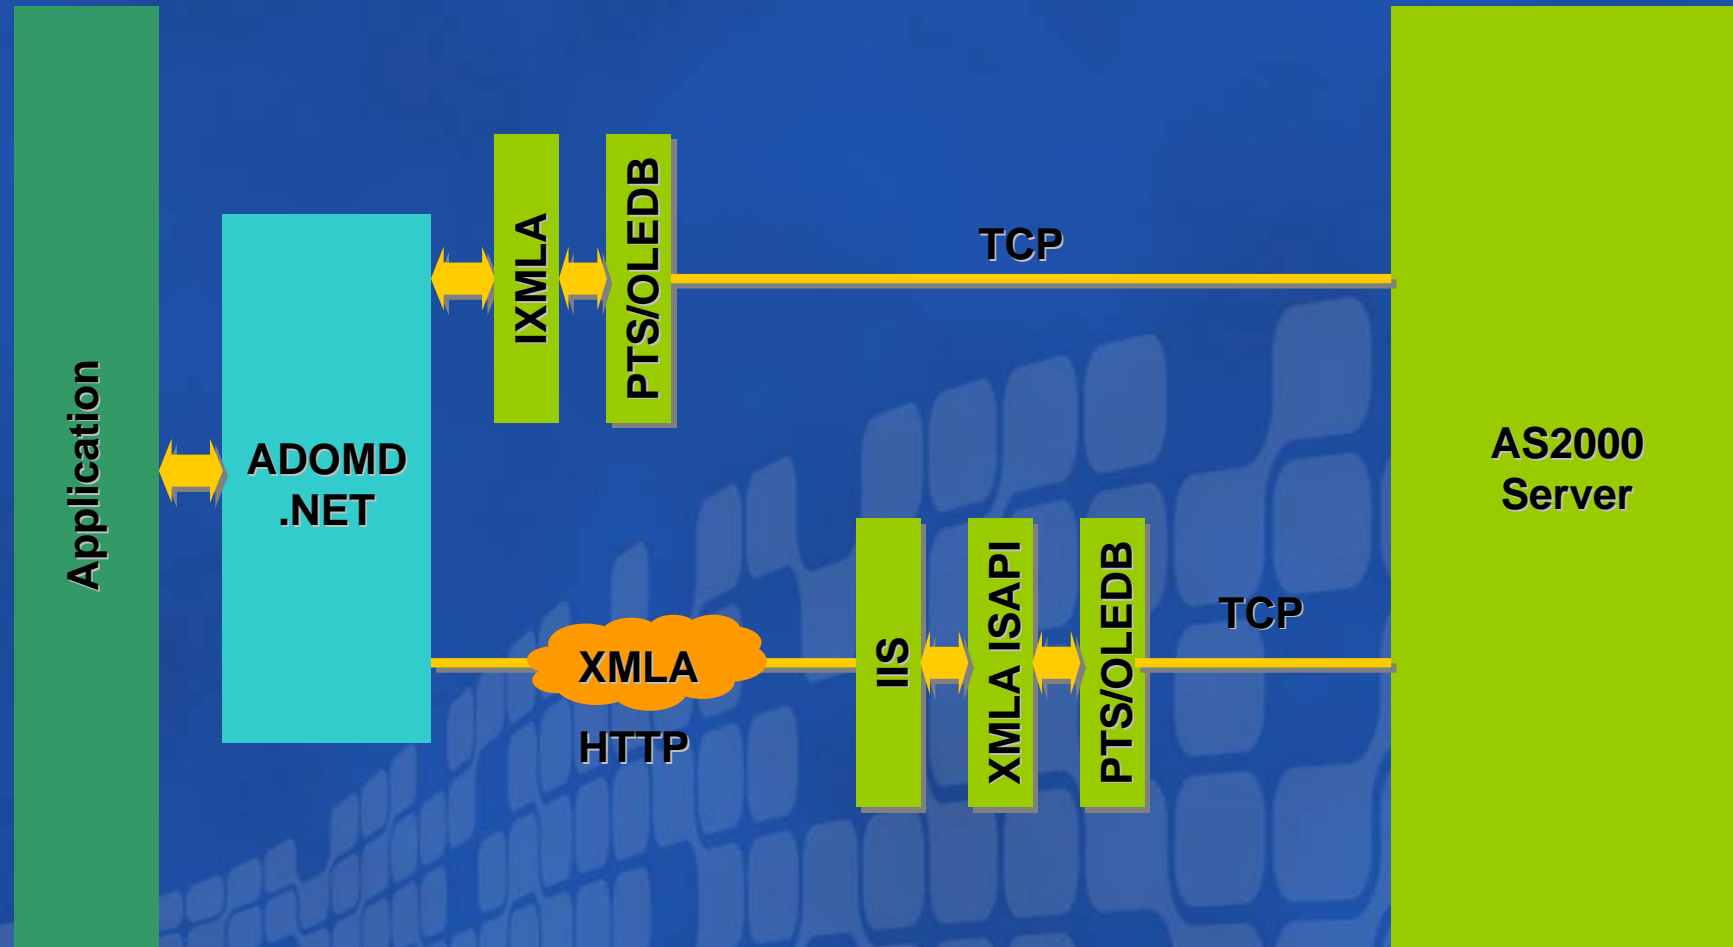 Application
ADOMD
.NET
IXMLA
PTS/OLEDB
TCP
XMLA
HTTP
IIS
XMLA ISAPI
PTS/OLEDB
TCP
AS2000
Server